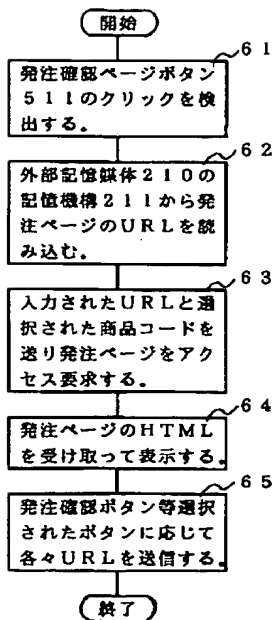 開始
61
発注確認ページボタン
511のクリックを検
出する。
62
外部記憶媒体210の
記憶機構211から発
注ページのURLを読
み込む。
63
入力されたURLと選
択された商品コードを
送り発注ページをアク
セス要求する。
64
発注ページのHTML
を受け取って表示する。
65
発注確認ボタン等選択
されたボタンに応じて
各々URLを送信する。
終了